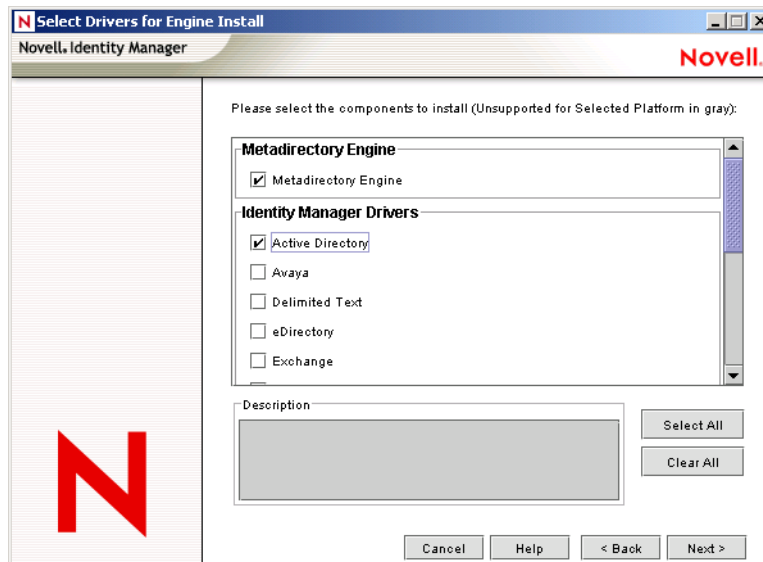 N Select Drivers for Engine Install
Novell. Identity Manager
Novell.
Please select the components to install (Unsupported for Selected Platform in gray):
Metadirectory Engine
Metadirectory Engine
Identity Manager Drivers
Active Directory
Avaya
Delimited Text
eDirectory
Exchange
Description
Select All
Clear All
N
Cancel
Help
< Back
Next >